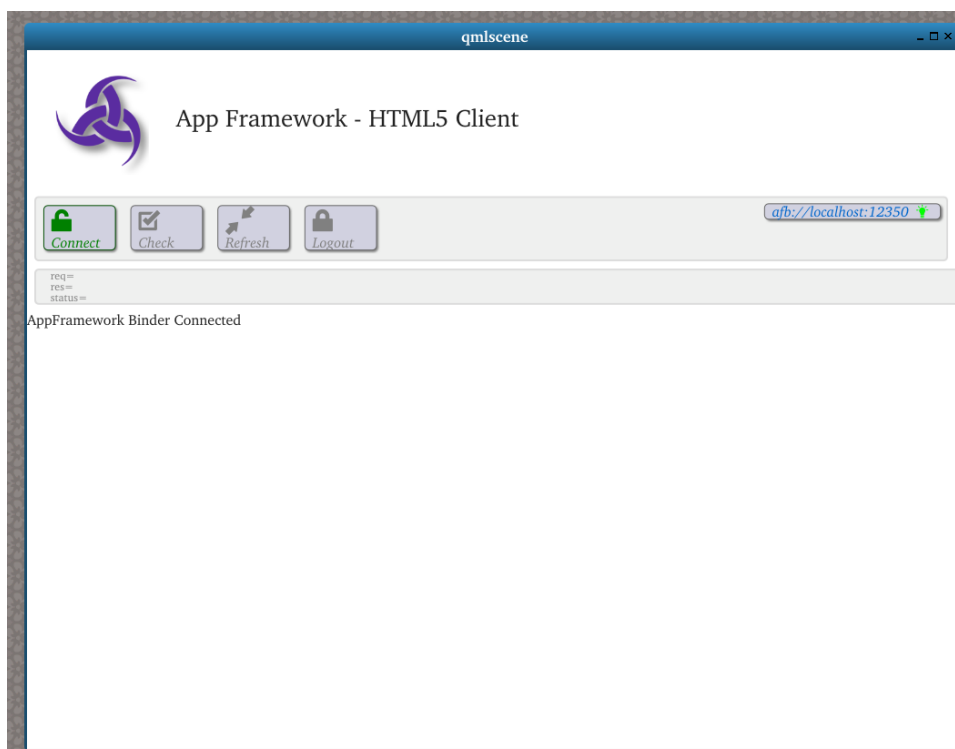 qmlscene
App Framework - HTML5 Client
Connect Check Refresh Logout
afb://localhost:12350
req=
res=
status=
AppFramework Binder Connected